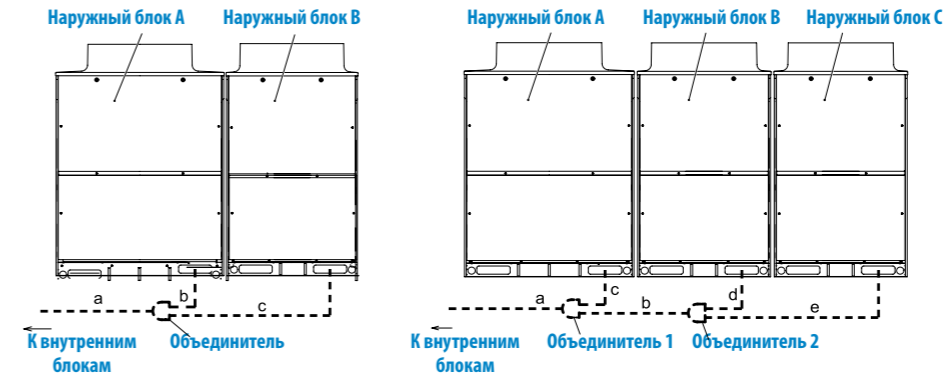 Наружный блок A
Наружный блок B
a
b
c
К внутренним
блокам
Объединитель
Наружный блок A
Наружный блок B
Наружный блок C
a
c
b
d
e
К внутренним
блокам
Объединитель 1
Объединитель 2